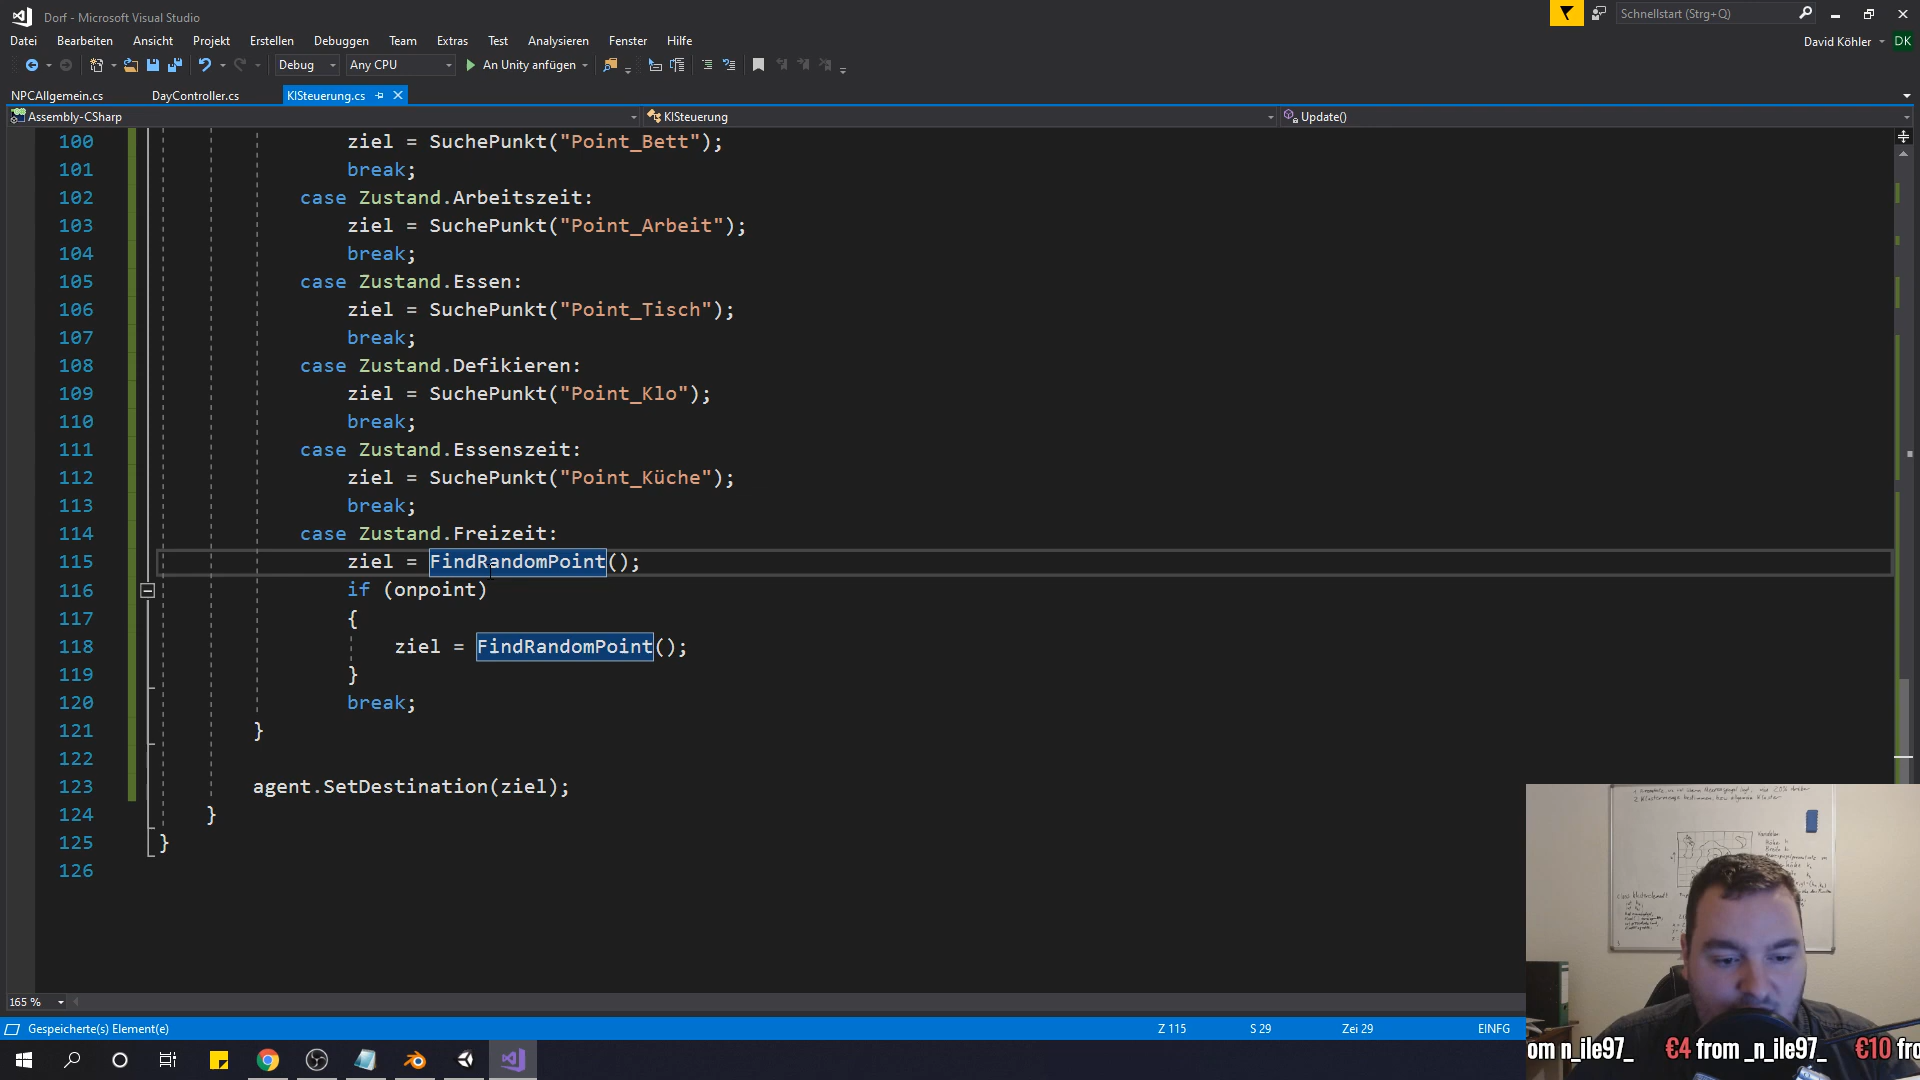 Dorf - Microsoft Visual Studio
Schnellstart (Strg+Q)
Datei Bearbeiten Ansicht Projekt Erstellen Debuggen Team Extras Test Analysieren Fenster Hilfe
David Köhler DK
Debug Any CPU An Unity anfügen
NPCAllgemein.cs DayController.cs KISteuerung.cs
Assembly-CSharp KISteuerung Update()
100 ziel = SuchePunkt("Point_Bett");
101 break;
102 case Zustand.Arbeitszeit:
103 ziel = SuchePunkt("Point_Arbeit");
104 break;
105 case Zustand.Essen:
106 ziel = SuchePunkt("Point_Tisch");
107 break;
108 case Zustand.Defikieren:
109 ziel = SuchePunkt("Point_Klo");
110 break;
111 case Zustand.Essenszeit:
112 ziel = SuchePunkt("Point_Küche");
113 break;
114 case Zustand.Freizeit:
115 ziel = FindRandomPoint();
116 if (onpoint)
117 {
118 ziel = FindRandomPoint();
119 }
120 break;
121 }
122
123 agent.SetDestination(ziel);
124 }
125 }
126
165 %
Gespeicherte(s) Element(e) Z 115 S 29 Zei 29 EINFG
om n_ile97_ €4 from _n_ile97_ €10 fro